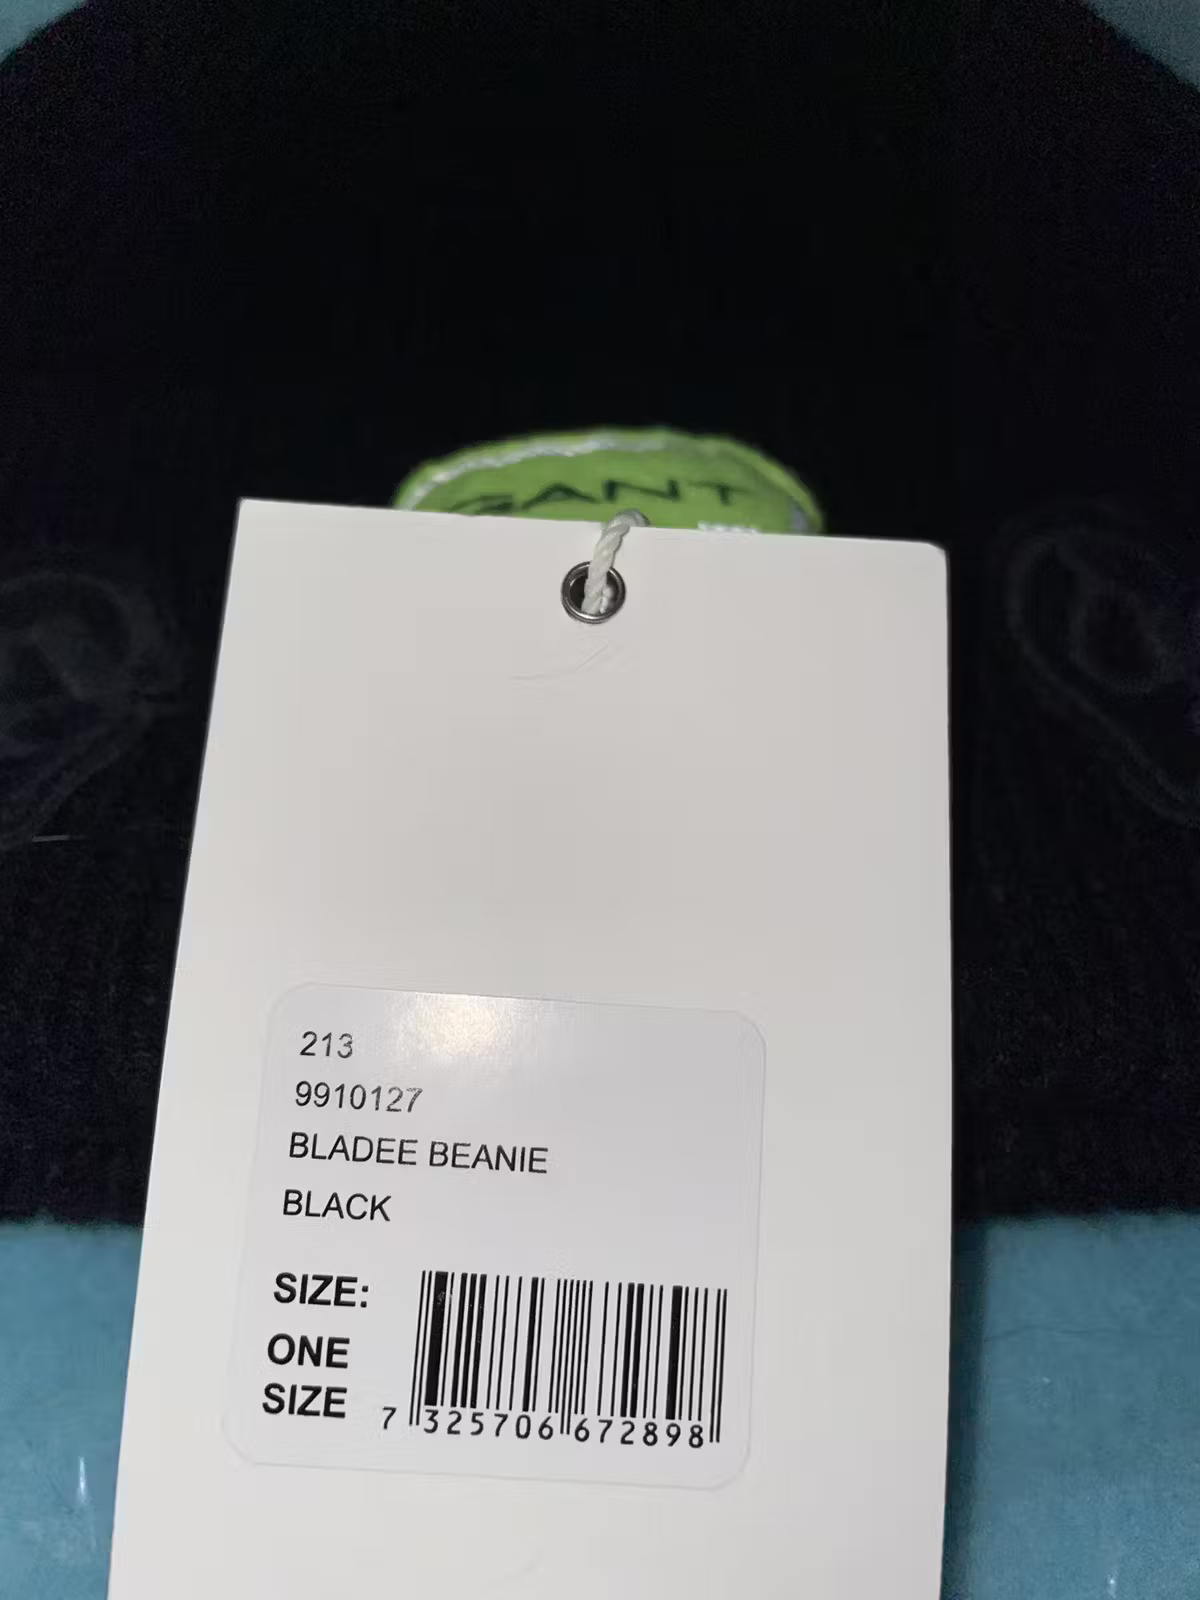 GANT
213
9910127
BLADEE BEANIE
BLACK
SIZE:
ONE
SIZE
7 325706 672898